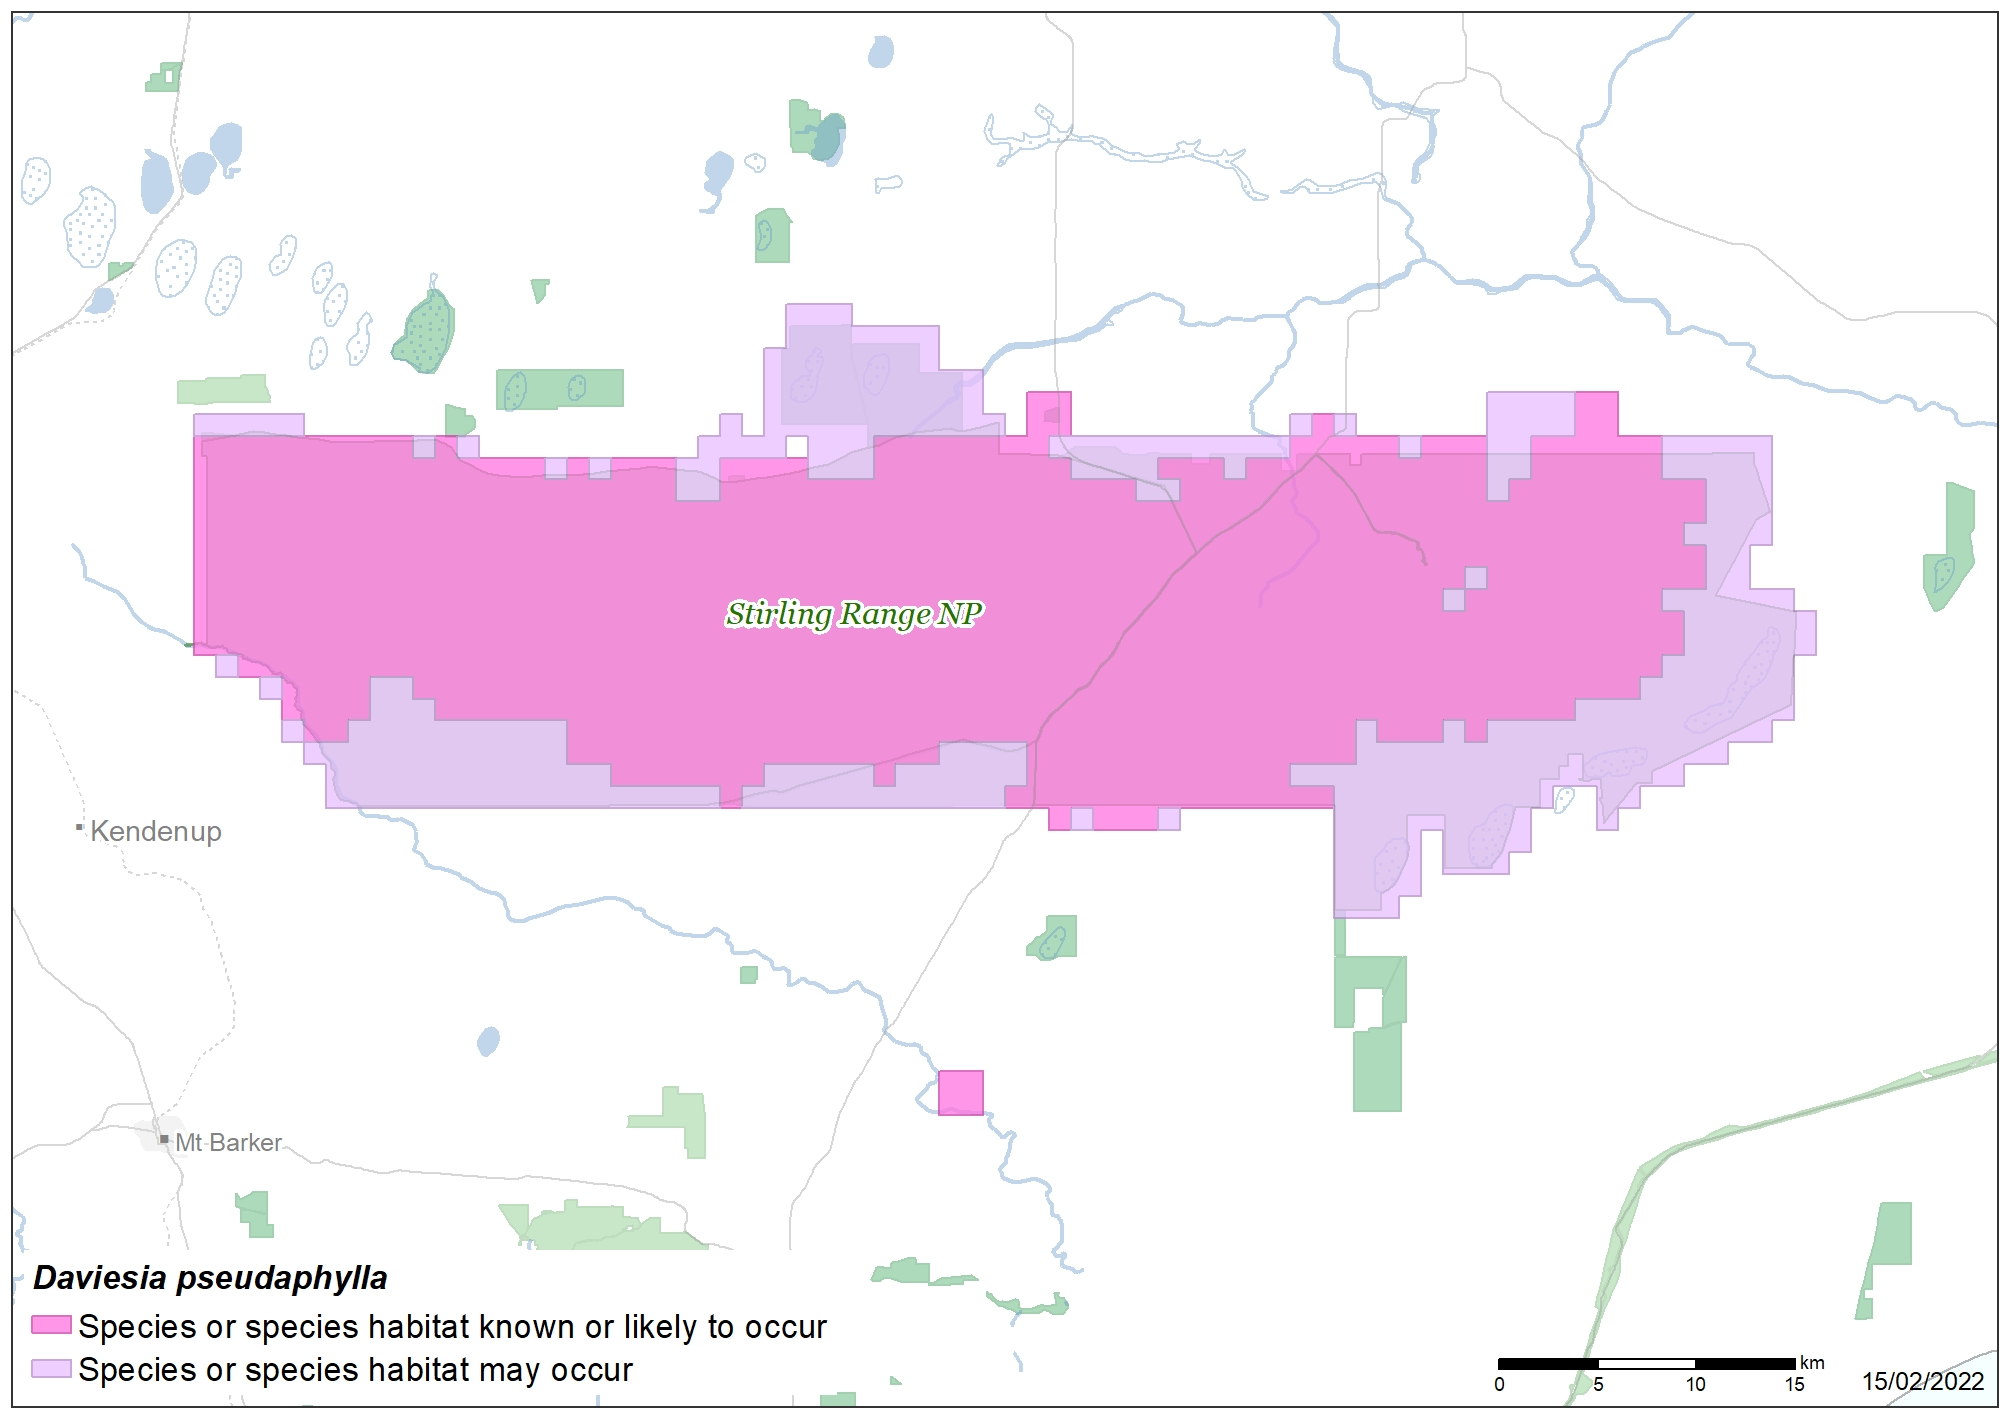 Stirling Range NP
Kendenup
Mt Barker
Daviesia pseudaphylla
Species or species habitat known or likely to occur
Species or species habitat may occur
km
0 5 10 15
15/02/2022